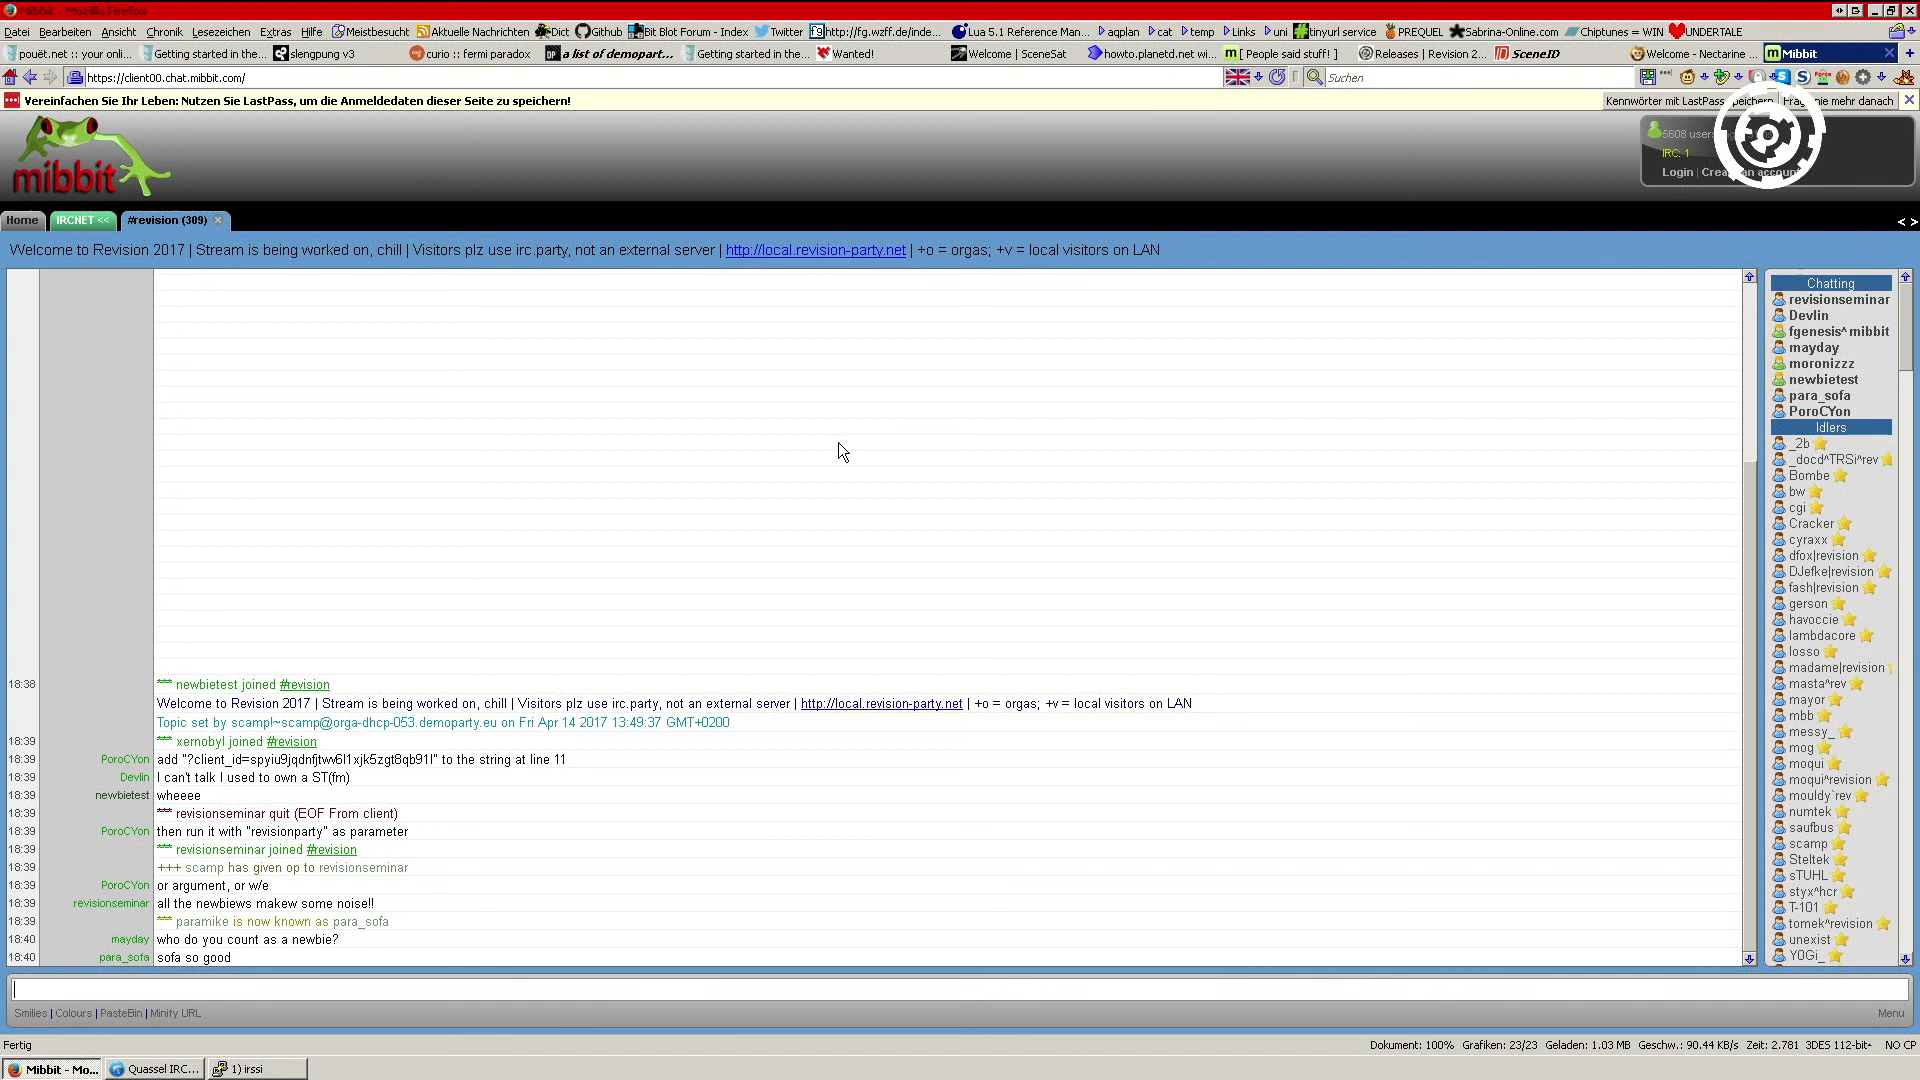 Mibbit - Mozilla Firefox
Datei Bearbeiten Ansicht Chronik Lesezeichen Extras Hilfe Meistbesucht Aktuelle Nachrichten Dict Github Bit Blot Forum - Index Twitter http://fg.wzff.de/inde... Lua 5.1 Reference Man... aqplan cat temp Links uni tinyurl service PREQUEL Sabrina-Online.com Chiptunes = WIN UNDERTALE
pouët.net :: your onli... Getting started in the... slengpung v3 curio :: fermi paradox a list of demopart... Getting started in the... Wanted! Welcome | SceneSat howto.planetd.net wi... [ People said stuff! ] Releases | Revision 2... SceneID Welcome - Nectarine ... Mibbit
https://client00.chat.mibbit.com/ Suchen
Vereinfachen Sie Ihr Leben: Nutzen Sie LastPass, um die Anmeldedaten dieser Seite zu speichern! Kennwörter mit LastPass speichern nie mehr danach
mibbit
5608 users
IRC: 1
Login |
Home IRCNET << #revision (309) < >
Welcome to Revision 2017 | Stream is being worked on, chill | Visitors plz use irc.party, not an external server | http://local.revision-party.net | +o = orgas; +v = local visitors on LAN
18:38 *** newbietest joined #revision
Welcome to Revision 2017 | Stream is being worked on, chill | Visitors plz use irc.party, not an external server | http://local.revision-party.net | +o = orgas; +v = local visitors on LAN
Topic set by scamp!~scamp@orga-dhcp-053.demoparty.eu on Fri Apr 14 2017 13:49:37 GMT+0200
18:39 *** xernobyl joined #revision
18:39 PoroCYon add "?client_id=spyiu9jqdnfjtwv6l1xjk5zgt8qb91l" to the string at line 11
18:39 Devlin I can't talk I used to own a ST(fm)
18:39 newbietest wheeee
18:39 *** revisionseminar quit (EOF From client)
18:39 PoroCYon then run it with "revisionparty" as parameter
18:39 *** revisionseminar joined #revision
18:39 +++ scamp has given op to revisionseminar
18:39 PoroCYon or argument, or w/e
18:39 revisionseminar all the newbiews makew some noise!!
18:39 *** paramike is now known as para_sofa
18:40 mayday who do you count as a newbie?
18:40 para_sofa sofa so good
Chatting
revisionseminar
Devlin
fgenesis^mibbit
mayday
moronizzz
newbietest
para_sofa
PoroCYon
Idlers
_2b
_docd^TRSi^rev
Bombe
bw
cgi
Cracker
cyraxx
dfox|revision
DJefke|revision
fash|revision
gerson
havoccie
lambdacore
losso
madame|revision
masta^rev
mayor
mbb
messy_
mog
moqui
moqui^revision
mouldy`rev
numtek
saufbus
scamp
Steltek
sTUHL
styx^hcr
T-101
tomek^revision
unexist
Y0Gi_
Smilies | Colours | PasteBin | Minify URL Menu
Fertig Dokument: 100% Grafiken: 23/23 Geladen: 1.03 MB Geschw.: 90.44 KB/s Zeit: 2.781 3DES 112-bit NO CP
Mibbit - Mo... Quassel IRC... 1) irssi